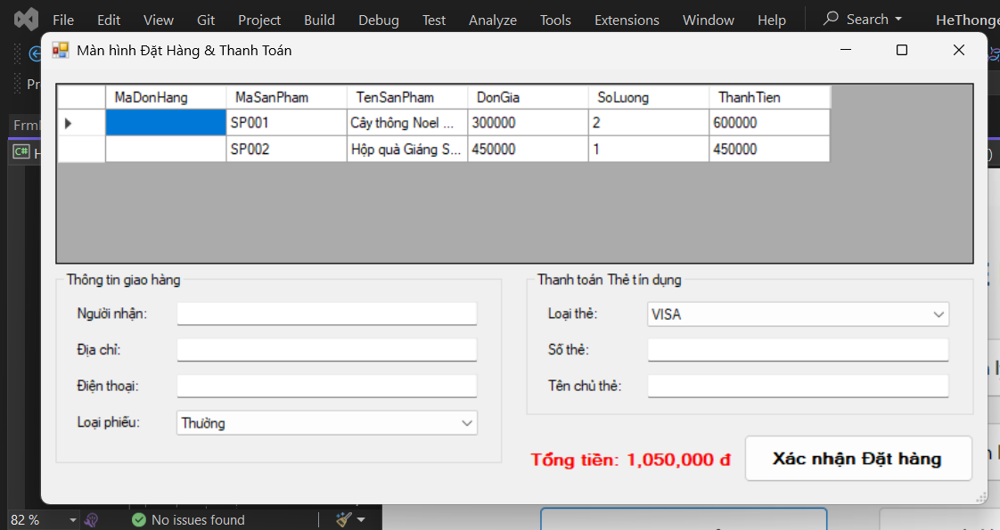 File Edit View Git Project Build Debug Test Analyze Tools Extensions Window Help Search HeThong
Màn hình Đặt Hàng & Thanh Toán
MaDonHang MaSanPham TenSanPham DonGia SoLuong ThanhTien
SP001 Cây thông Noel ... 300000 2 600000
SP002 Hộp quà Giáng S... 450000 1 450000
Thông tin giao hàng
Người nhận:
Địa chỉ:
Điện thoại:
Loại phiếu: Thường
Thanh toán Thẻ tín dụng
Loại thẻ: VISA
Số thẻ:
Tên chủ thẻ:
Tổng tiền: 1,050,000 đ
Xác nhận Đặt hàng
82 % No issues found